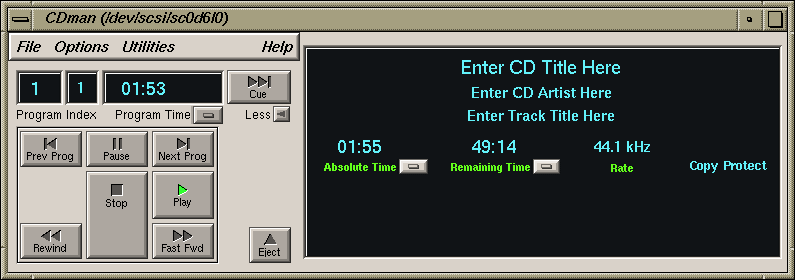 CDman (/dev/scsi/sc0d6l0)
File Options Utilities Help
1 1 01:53
Cue
Program Index Program Time Less
Prev Prog Pause Next Prog
Stop Play
Rewind Fast Fwd Eject
Enter CD Title Here
Enter CD Artist Here
Enter Track Title Here
01:55 49:14 44.1 kHz
Absolute Time Remaining Time Rate
Copy Protect